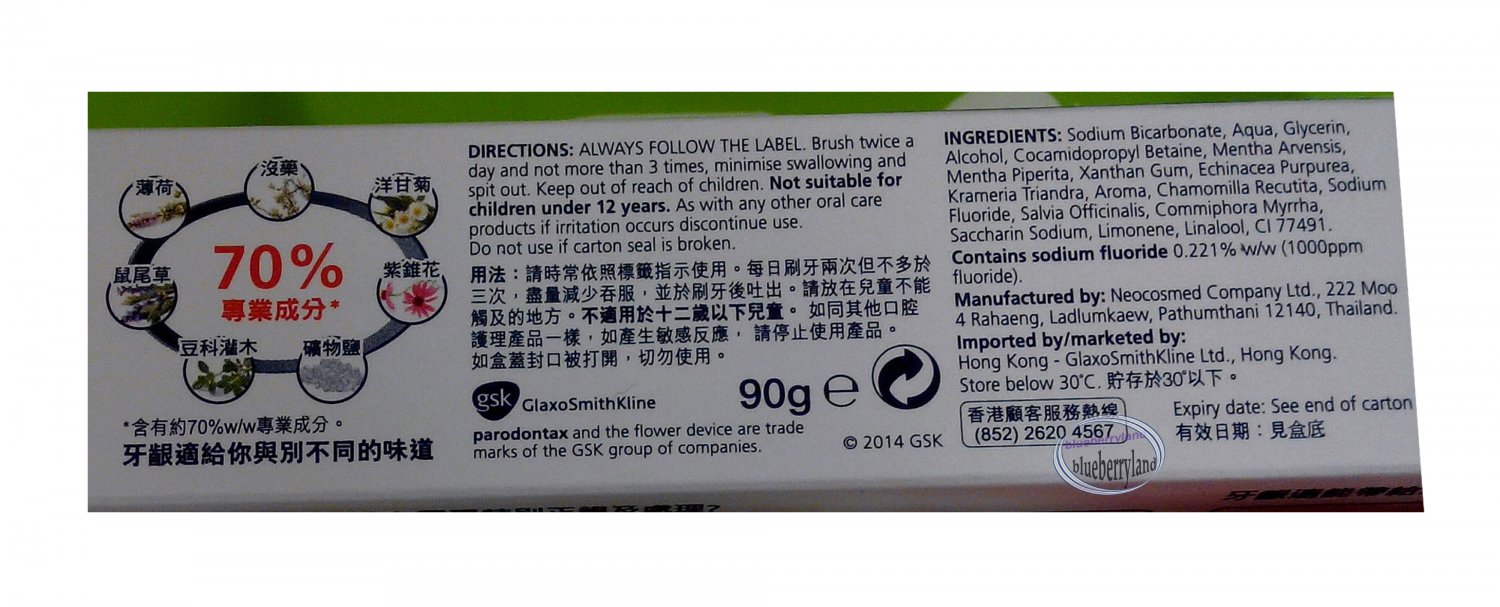 薄荷
沒藥
洋甘菊
鼠尾草
70%
專業成分*
紫錐花
豆科灌木
礦物鹽
*含有約70%w/w專業成分。
牙齦適給你與別不同的味道
DIRECTIONS: ALWAYS FOLLOW THE LABEL. Brush twice a
day and not more than 3 times, minimise swallowing and
spit out. Keep out of reach of children. Not suitable for
children under 12 years. As with any other oral care
products if irritation occurs discontinue use.
Do not use if carton seal is broken.
用法：請時常依照標籤指示使用。每日刷牙兩次但不多於
三次，盡量減少吞服，並於刷牙後吐出。請放在兒童不能
觸及的地方。不適用於十二歲以下兒童。如同其他口腔
護理產品一樣，如產生敏感反應，請停止使用產品。
如盒蓋封口被打開，切勿使用。
gsk GlaxoSmithKline
90g e
parodontax and the flower device are trade
marks of the GSK group of companies.
© 2014 GSK
INGREDIENTS: Sodium Bicarbonate, Aqua, Glycerin,
Alcohol, Cocamidopropyl Betaine, Mentha Arvensis,
Mentha Piperita, Xanthan Gum, Echinacea Purpurea,
Krameria Triandra, Aroma, Chamomilla Recutita, Sodium
Fluoride, Salvia Officinalis, Commiphora Myrrha,
Saccharin Sodium, Limonene, Linalool, CI 77491.
Contains sodium fluoride 0.221% w/w (1000ppm
fluoride).
Manufactured by: Neocosmed Company Ltd., 222 Moo
4 Rahaeng, Ladlumkaew, Pathumthani 12140, Thailand.
Imported by/marketed by:
Hong Kong - GlaxoSmithKline Ltd., Hong Kong.
Store below 30°C. 貯存於30°以下。
香港顧客服務熱線
(852) 2620 4567
Expiry date: See end of carton
有效日期：見盒底
blueberryland
blueberryland